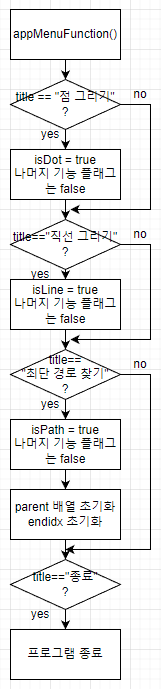 appMenuFunction()
title == "점 그리기"
?
no
yes
isDot = true
나머지 기능 플래그
는 false
title=="직선 그리기"
?
no
yes
isLine = true
나머지 기능 플래그
는 false
title==
"최단 경로 찾기"
?
no
yes
isPath = true
나머지 기능 플래그
는 false
parent 배열 초기화
endidx 초기화
title=="종료"
?
yes
프로그램 종료